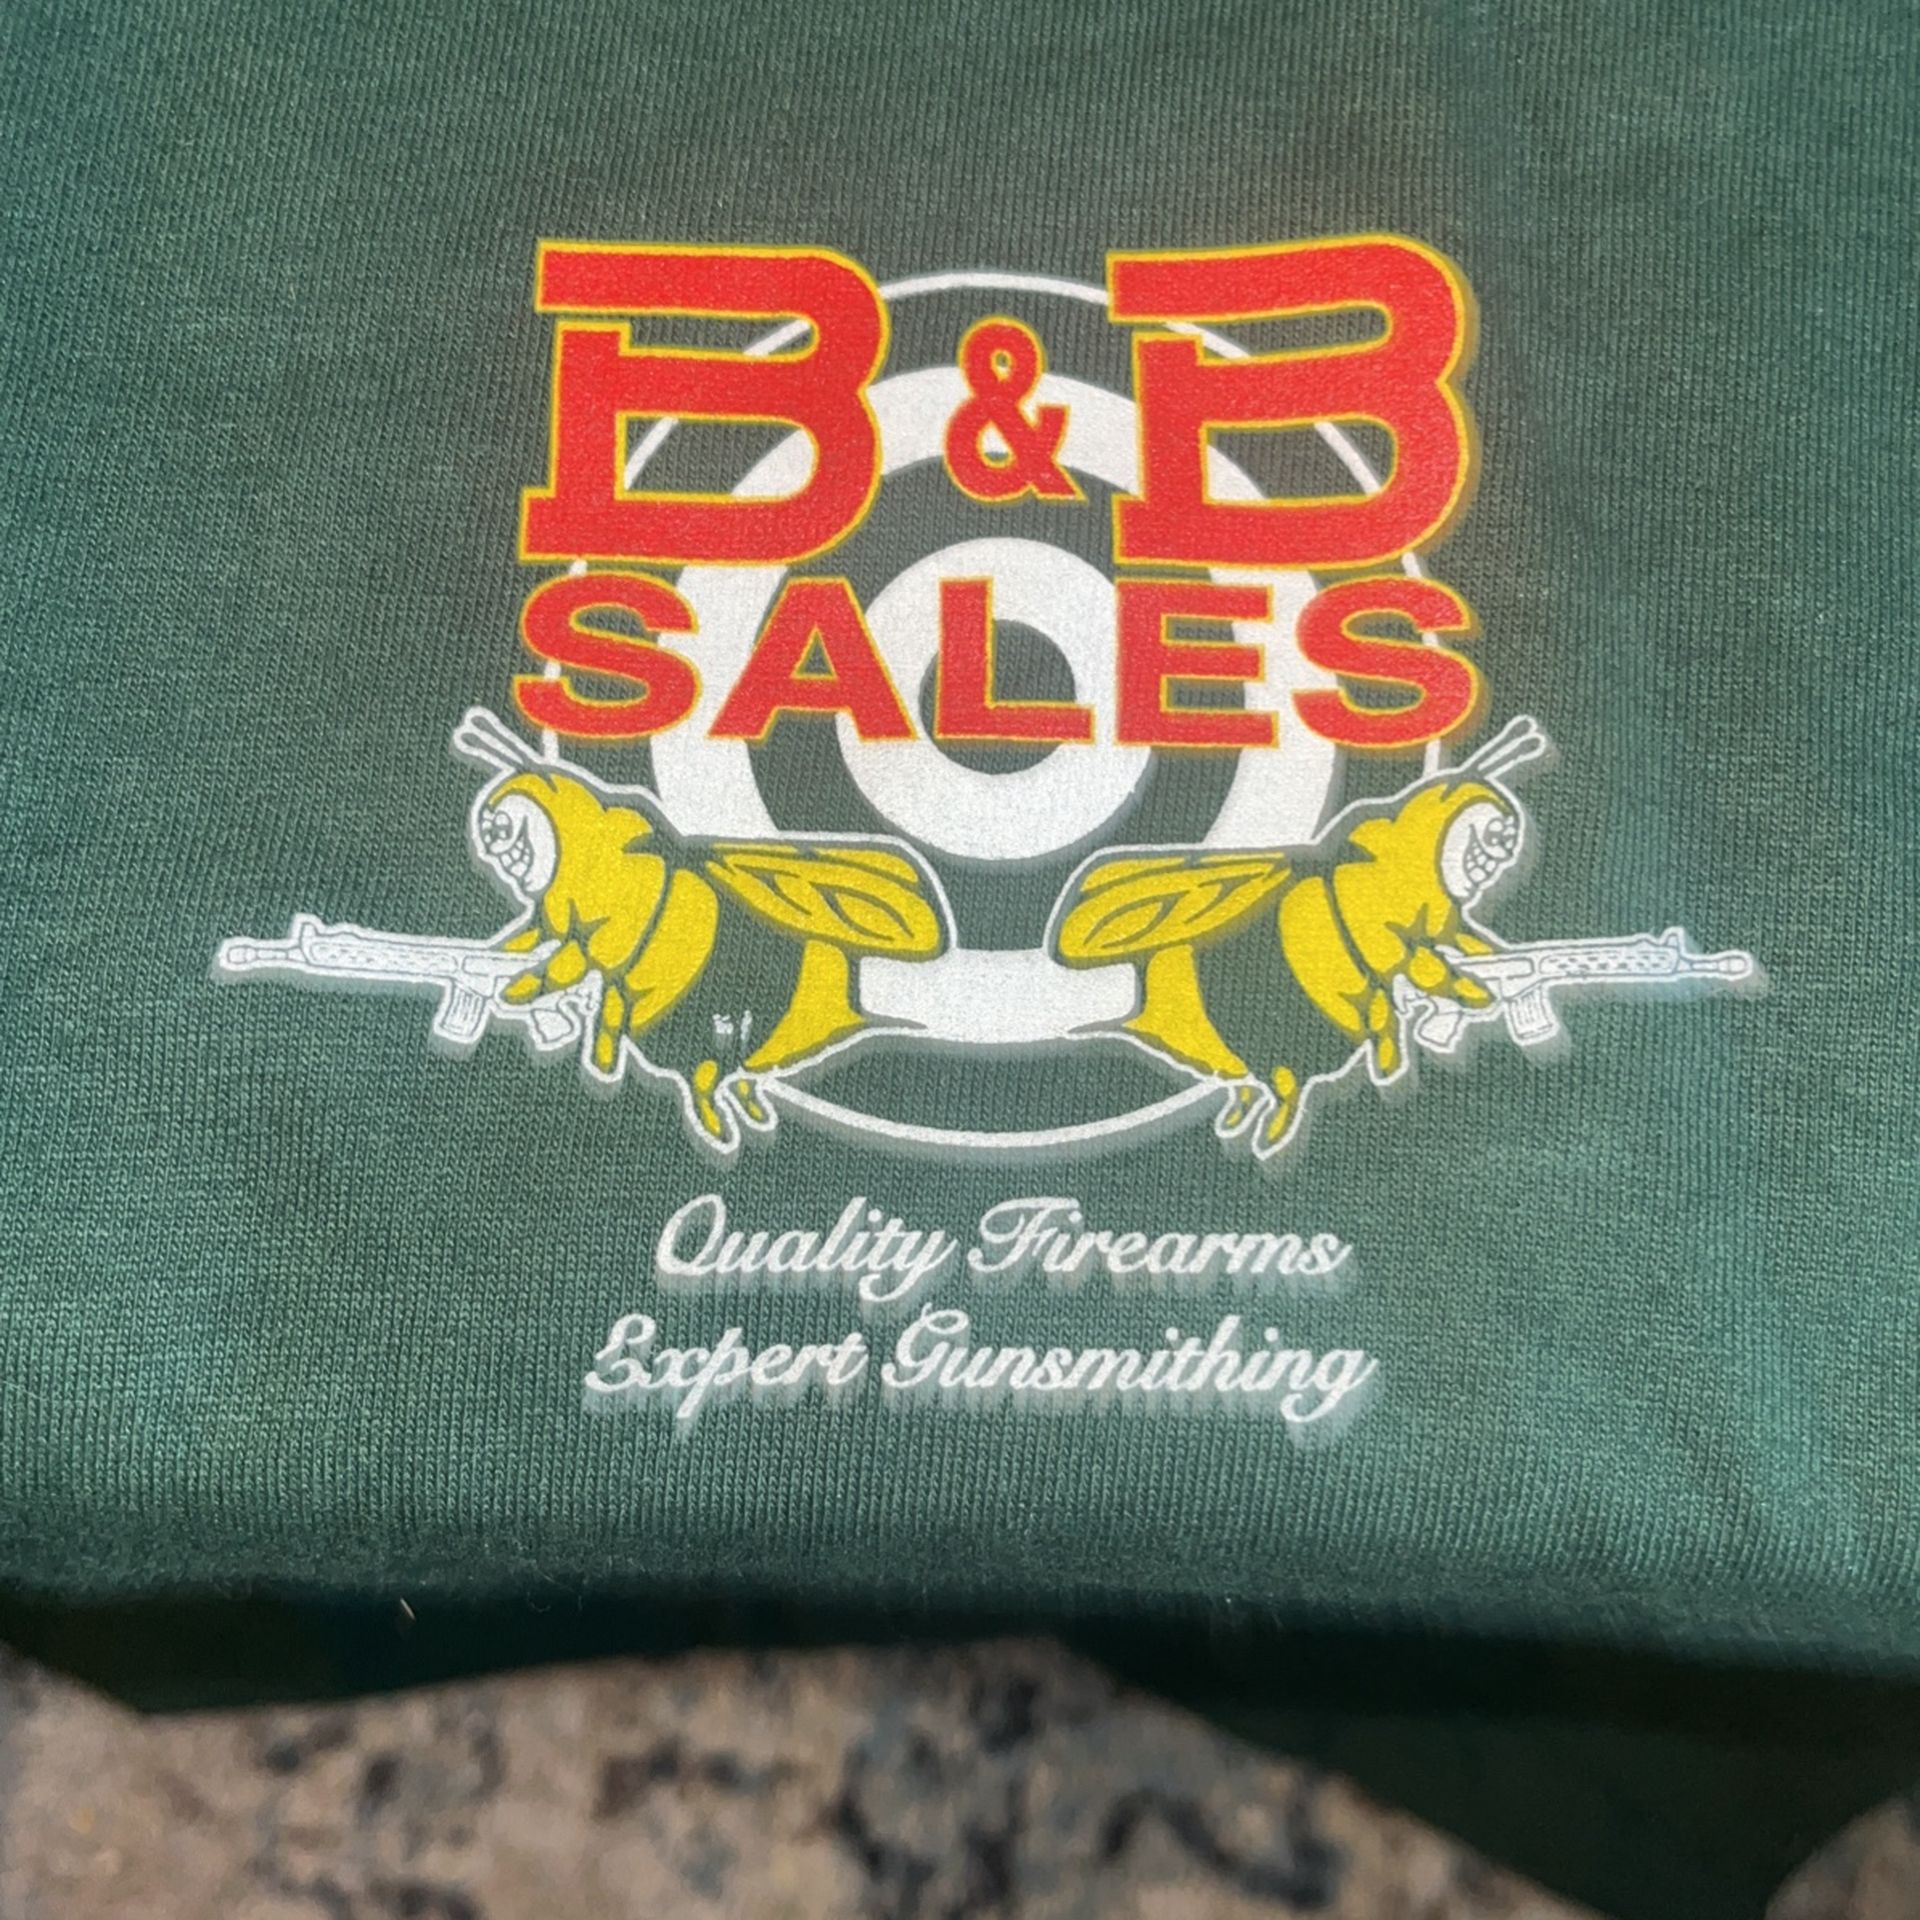 B & B
SALES
Quality Firearms
Expert Gunsmithing